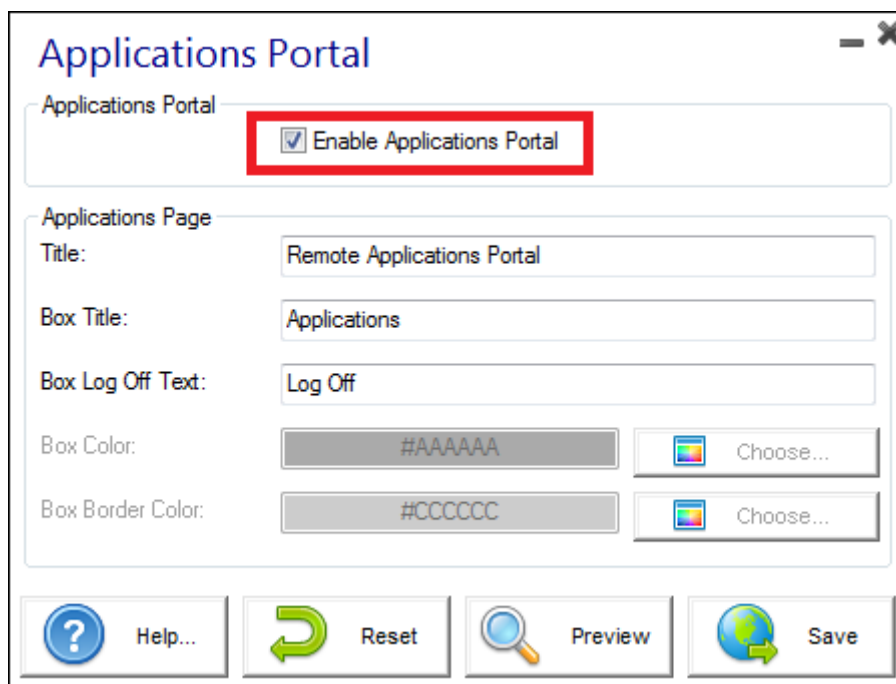 Applications Portal
Applications Portal
Enable Applications Portal
Applications Page
Title: Remote Applications Portal
Box Title: Applications
Box Log Off Text: Log Off
Box Color: #AAAAAA Choose...
Box Border Color: #CCCCCC Choose...
Help... Reset Preview Save